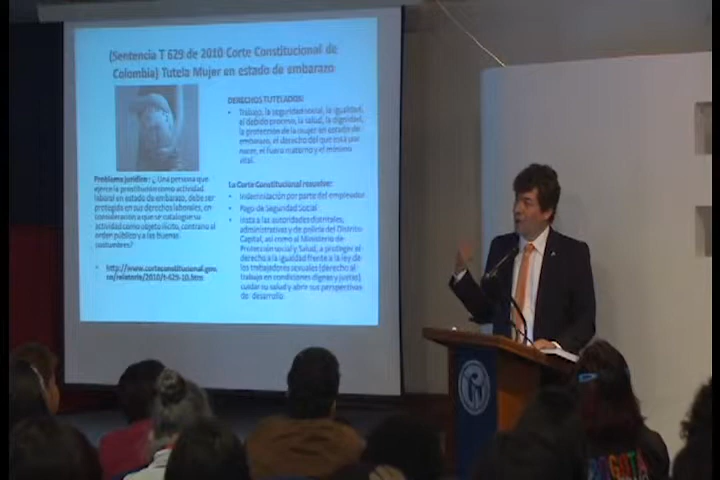 (Sentencia T 629 de 2010 Corte Constitucional de
Colombia) Tutela Mujer en estado de embarazo
Problema jurídico : ¿ Una persona que
ejerce la prostitución como actividad
laboral en estado de embarazo, debe ser
protegida en sus derechos laborales, en
consideración a que se catalogue su
actividad como objeto ilícito, contrario al
orden público y a las buenas
costumbres?
• http://www.corteconstitucional.gov.
co/relatoria/2010/t-629-10.htm
DERECHOS TUTELADOS:
• Trabajo, la seguridad social, la igualdad,
el debido proceso, la salud, la dignidad,
la protección de la mujer en estado de
embarazo, el derecho del que está por
nacer, el fuero materno y el mínimo
vital.
La Corte Constitucional resuelve:
• Indemnización por parte del empleador
• Pago de Seguridad Social
• Insta a las autoridades distritales,
administrativa y de policía del Distrito
Capital, así como al Ministerio de
Protección social y Salud, a proteger el
derecho a la igualdad frente a la ley de
los trabajadores sexuales (derecho al
trabajo en condiciones dignas y justas)
cuidar su salud y abrir sus perspectivas
de desarrollo